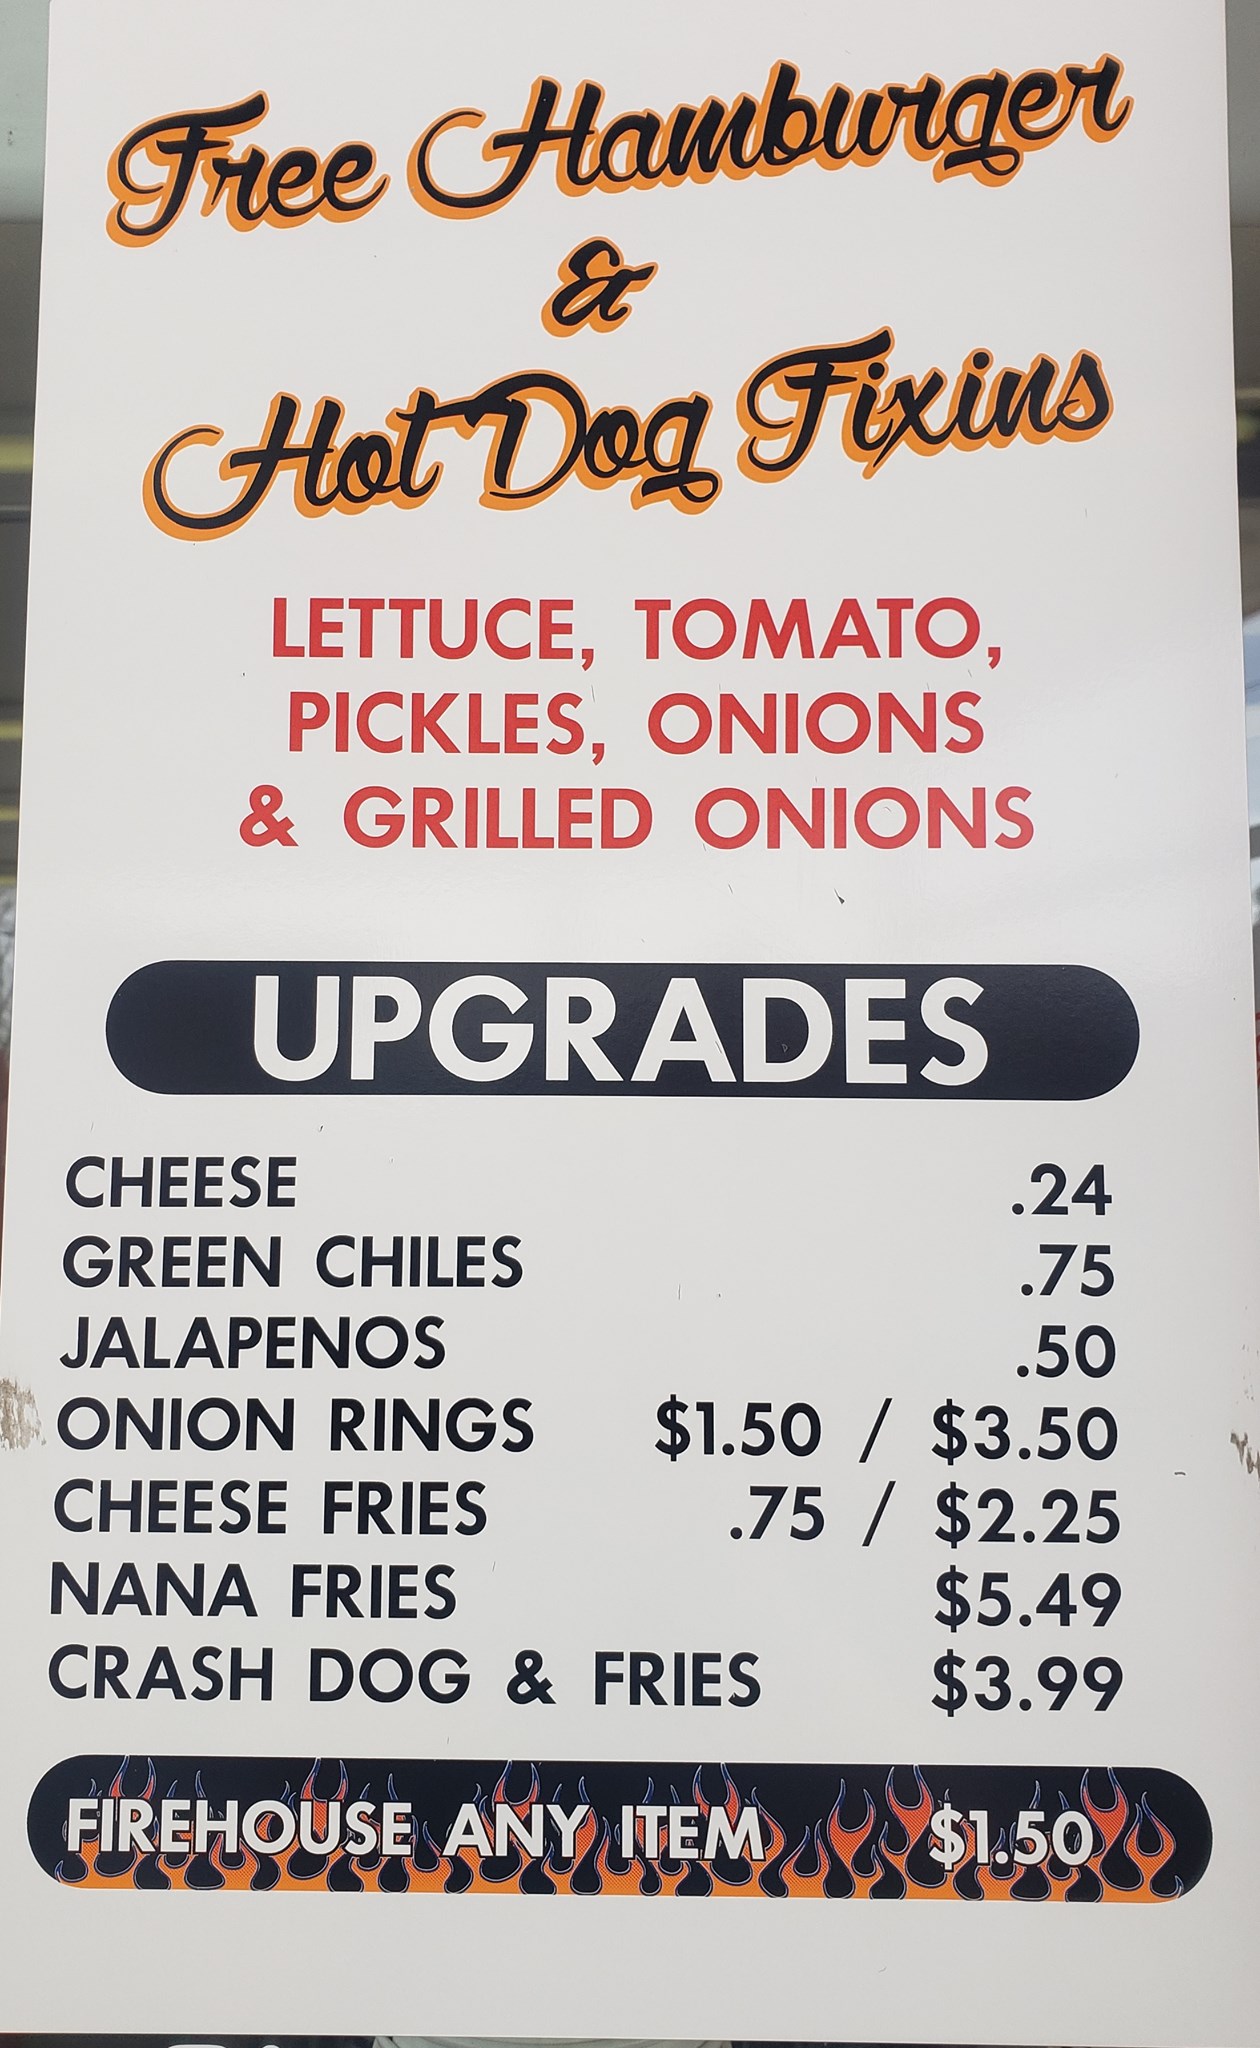 Free Hamburger
&
Hot Dog Fixins
LETTUCE, TOMATO,
PICKLES, ONIONS
& GRILLED ONIONS
UPGRADES
CHEESE .24
GREEN CHILES .75
JALAPENOS .50
ONION RINGS $1.50 / $3.50
CHEESE FRIES .75 / $2.25
NANA FRIES $5.49
CRASH DOG & FRIES $3.99
FIREHOUSE ANY ITEM $1.50